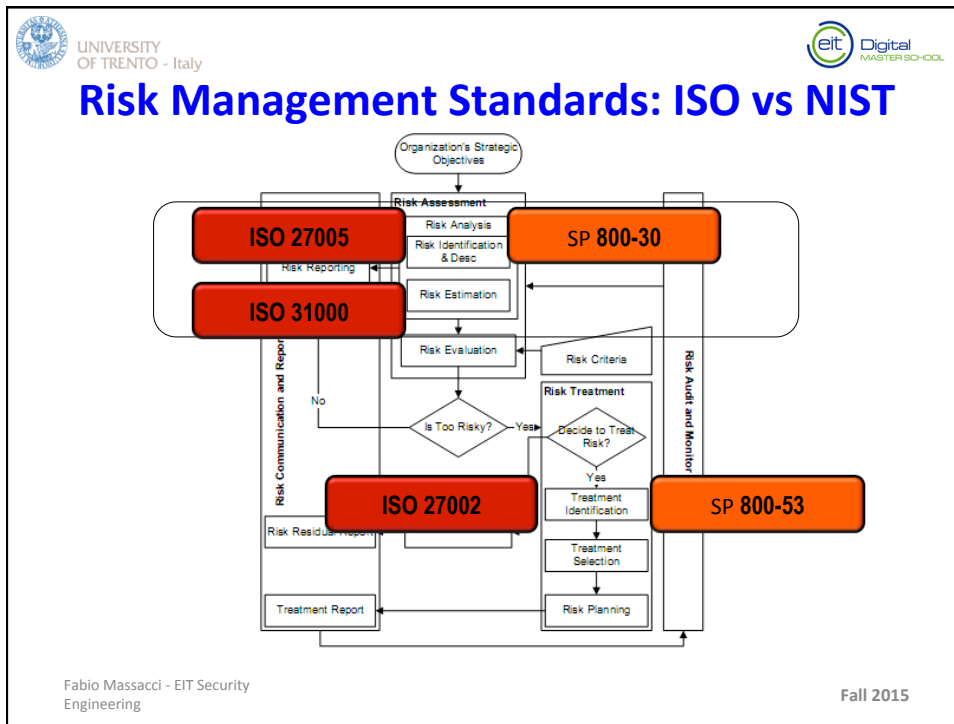 UNIVERSITY
OF TRENTO - Italy
eit Digital
MASTER SCHOOL
Risk Management Standards: ISO vs NIST
Organization's Strategic
Objectives
Risk Assessment
Risk Analysis
ISO 27005
SP 800-30
Risk Identification
& Desc
Risk Reporting
Risk Estimation
ISO 31000
Risk Evaluation
Risk Criteria
Risk Communication and
Risk Audit and Monitor
Risk Treatment
No
Is Too Risky?
Yes
Decide to Treat
Risk?
Yes
ISO 27002
Treatment
Identification
SP 800-53
Risk Residual Report
Treatment
Selection
Treatment Report
Risk Planning
Fabio Massacci - EIT Security
Engineering
Fall 2015